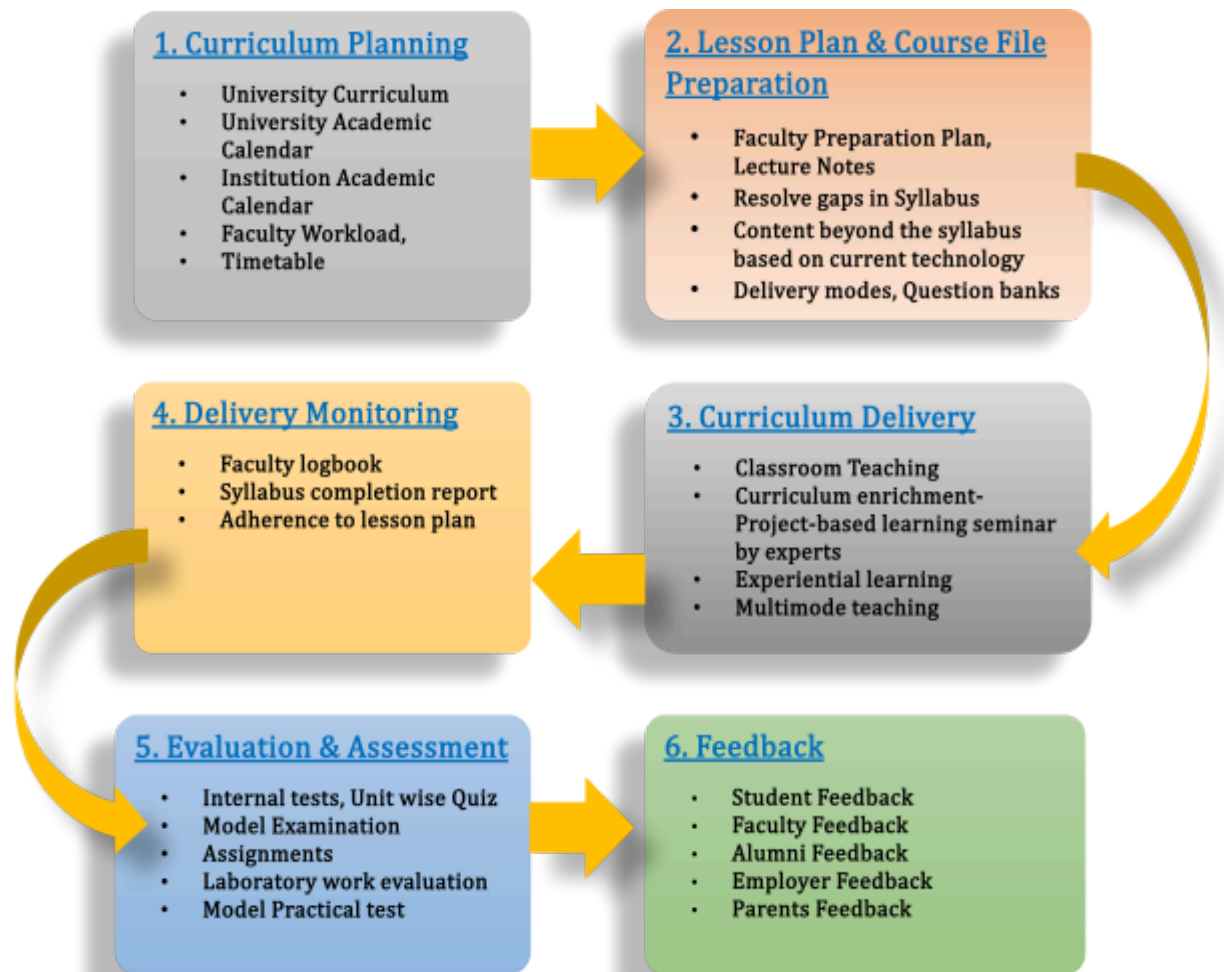 1. Curriculum Planning
• University Curriculum
• University Academic
Calendar
• Institution Academic
Calendar
• Faculty Workload,
• Timetable
2. Lesson Plan & Course File
Preparation
• Faculty Preparation Plan,
Lecture Notes
• Resolve gaps in Syllabus
• Content beyond the syllabus
based on current technology
• Delivery modes, Question banks
3. Curriculum Delivery
• Classroom Teaching
• Curriculum enrichment-
Project-based learning seminar
by experts
• Experiential learning
• Multimode teaching
4. Delivery Monitoring
• Faculty logbook
• Syllabus completion report
• Adherence to lesson plan
5. Evaluation & Assessment
• Internal tests, Unit wise Quiz
• Model Examination
• Assignments
• Laboratory work evaluation
• Model Practical test
6. Feedback
• Student Feedback
• Faculty Feedback
• Alumni Feedback
• Employer Feedback
• Parents Feedback